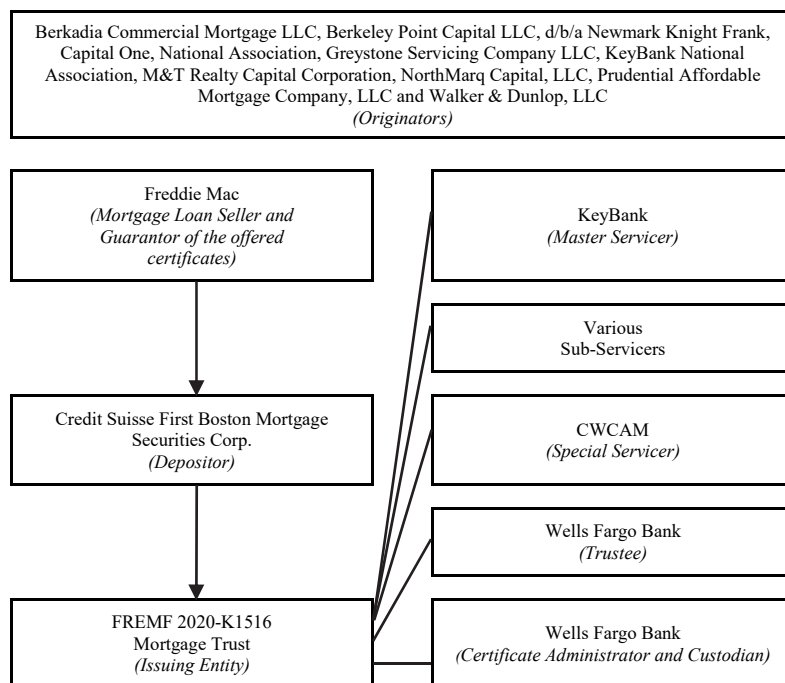 Berkadia Commercial Mortgage LLC, Berkeley Point Capital LLC, d/b/a Newmark Knight Frank,
Capital One, National Association, Greystone Servicing Company LLC, KeyBank National
Association, M&T Realty Capital Corporation, NorthMarq Capital, LLC, Prudential Affordable
Mortgage Company, LLC and Walker & Dunlop, LLC
(Originators)
Freddie Mac
(Mortgage Loan Seller and
Guarantor of the offered
certificates)
KeyBank
(Master Servicer)
Various
Sub-Servicers
Credit Suisse First Boston Mortgage
Securities Corp.
(Depositor)
CWCAM
(Special Servicer)
Wells Fargo Bank
(Trustee)
FREMF 2020-K1516
Mortgage Trust
(Issuing Entity)
Wells Fargo Bank
(Certificate Administrator and Custodian)